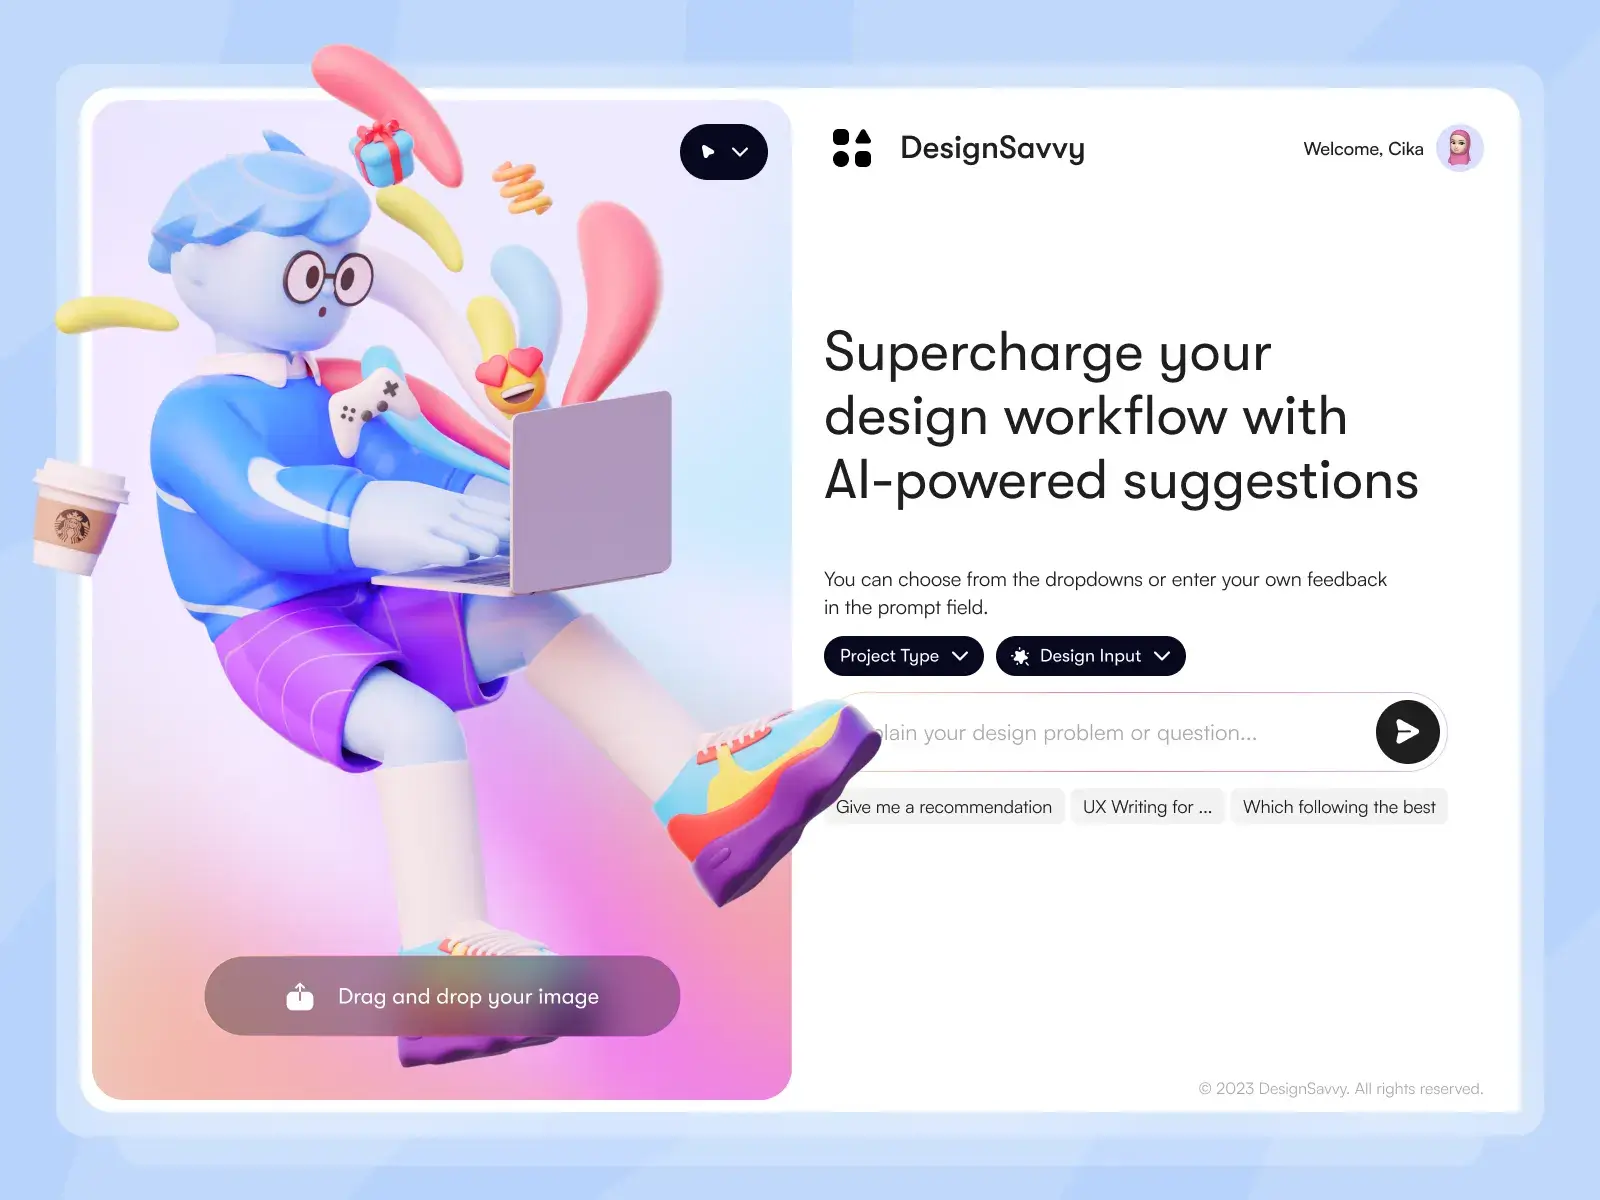 DesignSavvy
Welcome, Cika
Supercharge your
design workflow with
AI-powered suggestions
You can choose from the dropdowns or enter your own feedback
in the prompt field.
Project Type
Design Input
plain your design problem or question...
Give me a recommendation
UX Writing for ...
Which following the best
Drag and drop your image
© 2023 DesignSavvy. All rights reserved.